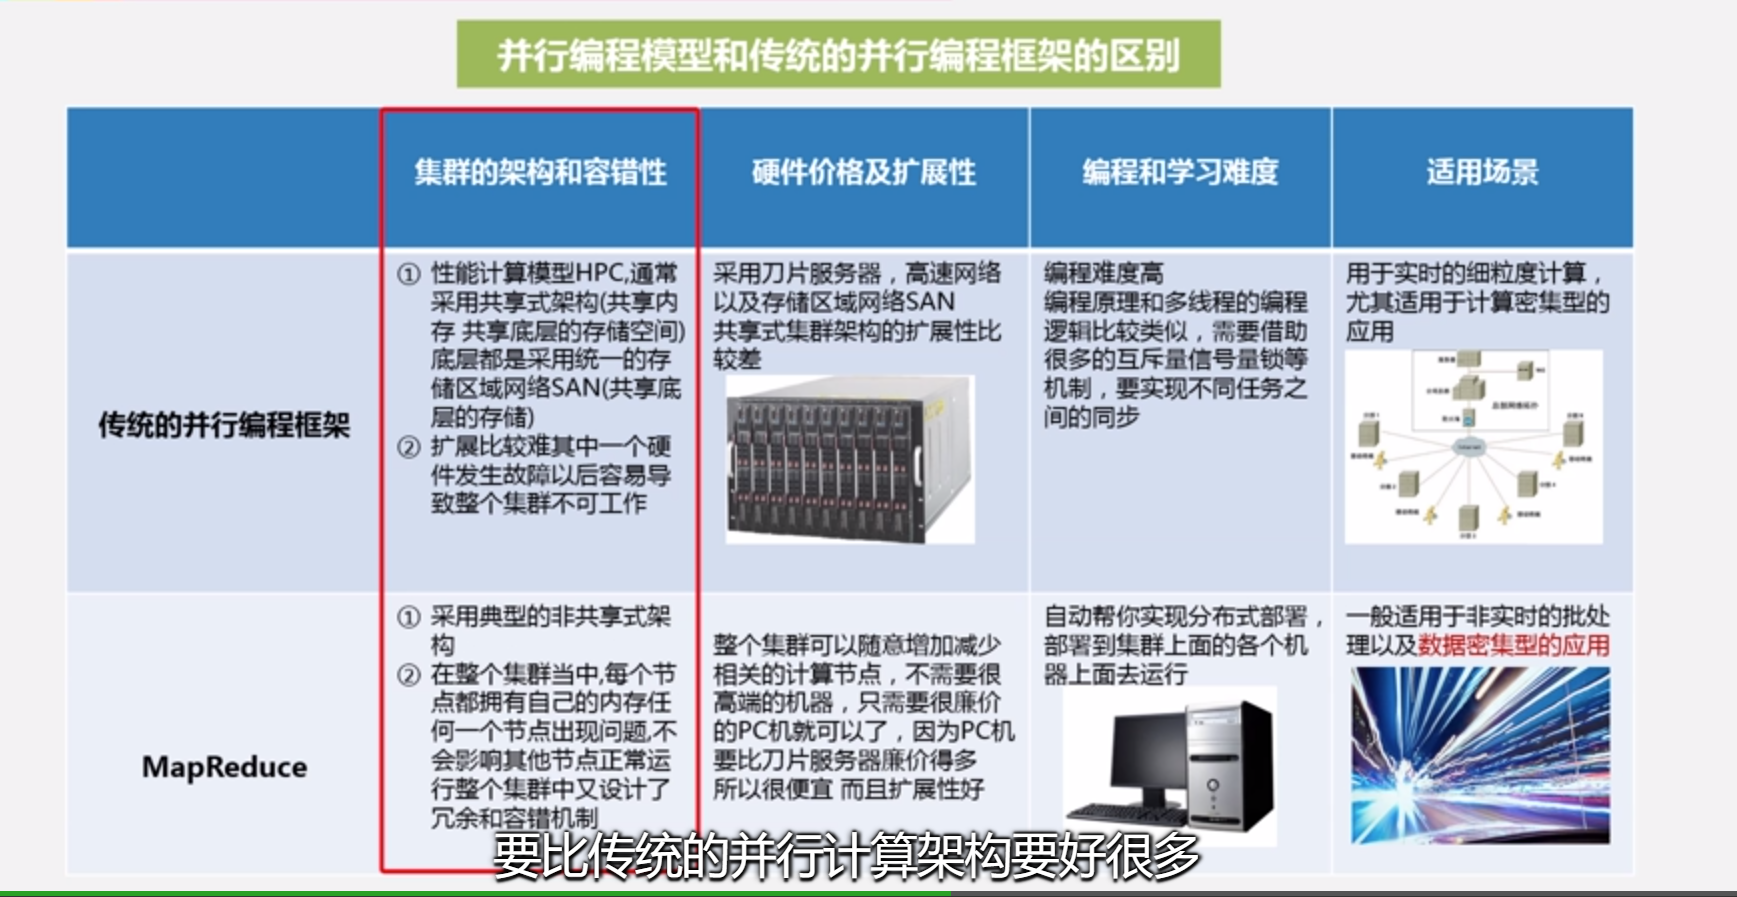 并行编程模型和传统的并行编程框架的区别
集群的架构和容错性
硬件价格及扩展性
编程和学习难度
适用场景
传统的并行编程框架
① 性能计算模型HPC,通常
采用共享式架构(共享内
存 共享底层的存储空间)
底层都是采用统一的存
储区域网络SAN(共享底
层的存储)
② 扩展比较难其中一个硬
件发生故障以后容易导
致整个集群不可工作
采用刀片服务器，高速网络
以及存储区域网络SAN
共享式集群架构的扩展性比
较差
编程难度高
编程原理和多线程的编程
逻辑比较类似，需要借助
很多的互斥量信号量锁等
机制，要实现不同任务之
间的同步
用于实时的细粒度计算，
尤其适用于计算密集型的
应用
MapReduce
① 采用典型的非共享式架
构
② 在整个集群当中,每个节
点都拥有自己的内存任
何一个节点出现问题,不
会影响其他节点正常运
行整个集群中又设计了
冗余和容错机制
整个集群可以随意增加减少
相关的计算节点，不需要很
高端的机器，只需要很廉价
的PC机就可以了，因为PC机
要比刀片服务器廉价得多
所以很便宜 而且扩展性好
自动帮你实现分布式部署，
部署到集群上面的各个机
器上面去运行
一般适用于非实时的批处
理以及数据密集型的应用
要比传统的并行计算架构要好很多